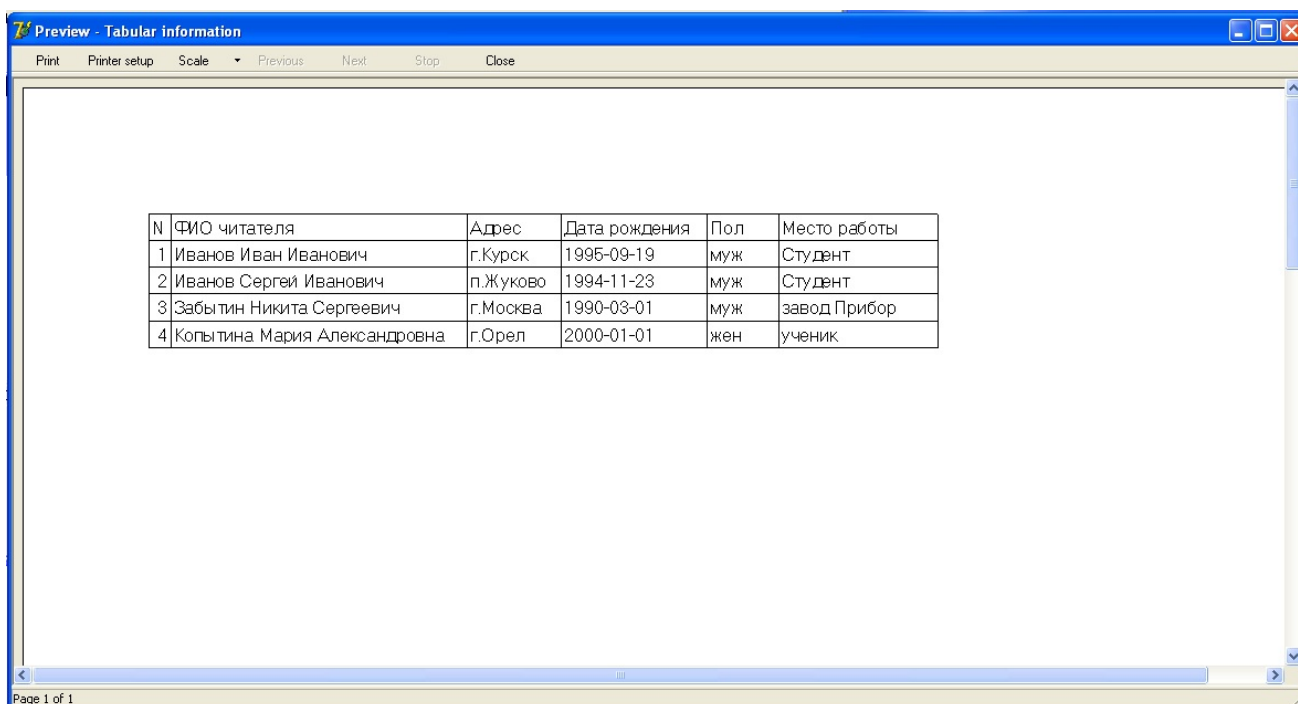 Preview - Tabular information
Print Printer setup Scale Previous Next Stop Close
N ФИО читателя Адрес Дата рождения Пол Место работы
1 Иванов Иван Иванович г.Курск 1995-09-19 муж Студент
2 Иванов Сергей Иванович п.Жуково 1994-11-23 муж Студент
3 Забытин Никита Сергеевич г.Москва 1990-03-01 муж завод Прибор
4 Копытина Мария Александровна г.Орел 2000-01-01 жен ученик
Page 1 of 1